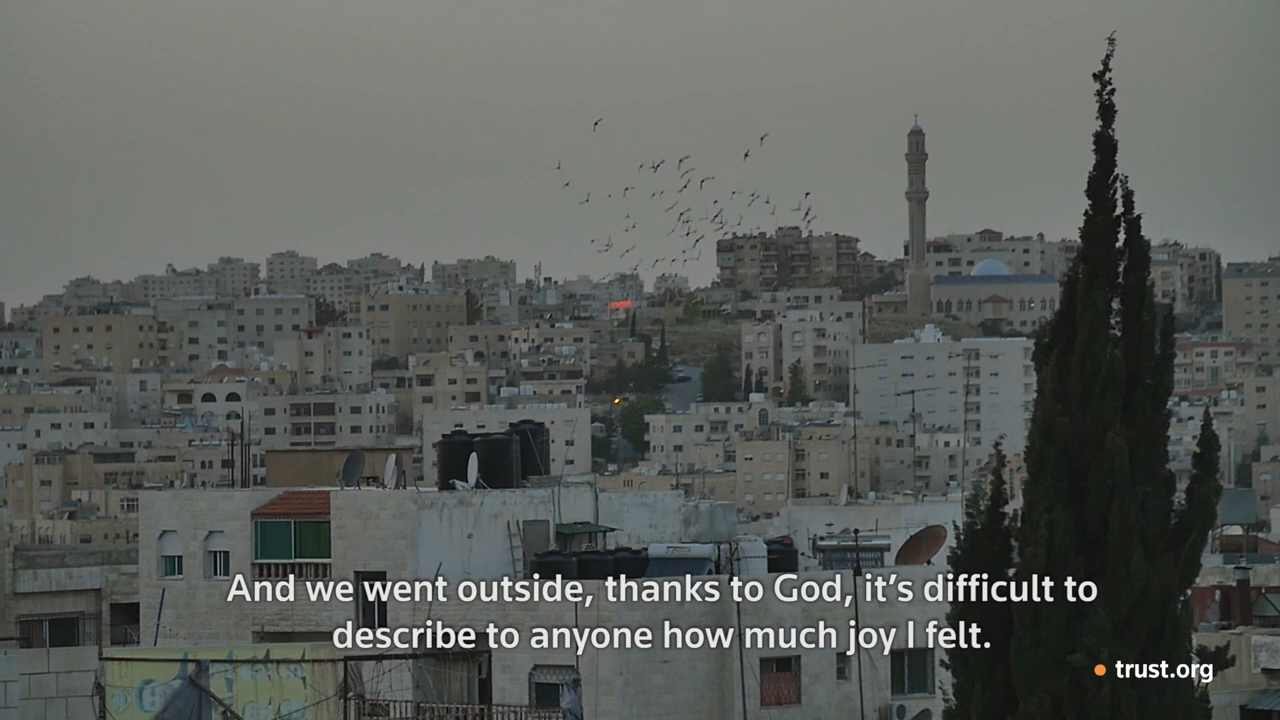 And we went outside, thanks to God, it’s difficult to
describe to anyone how much joy I felt.
trust.org